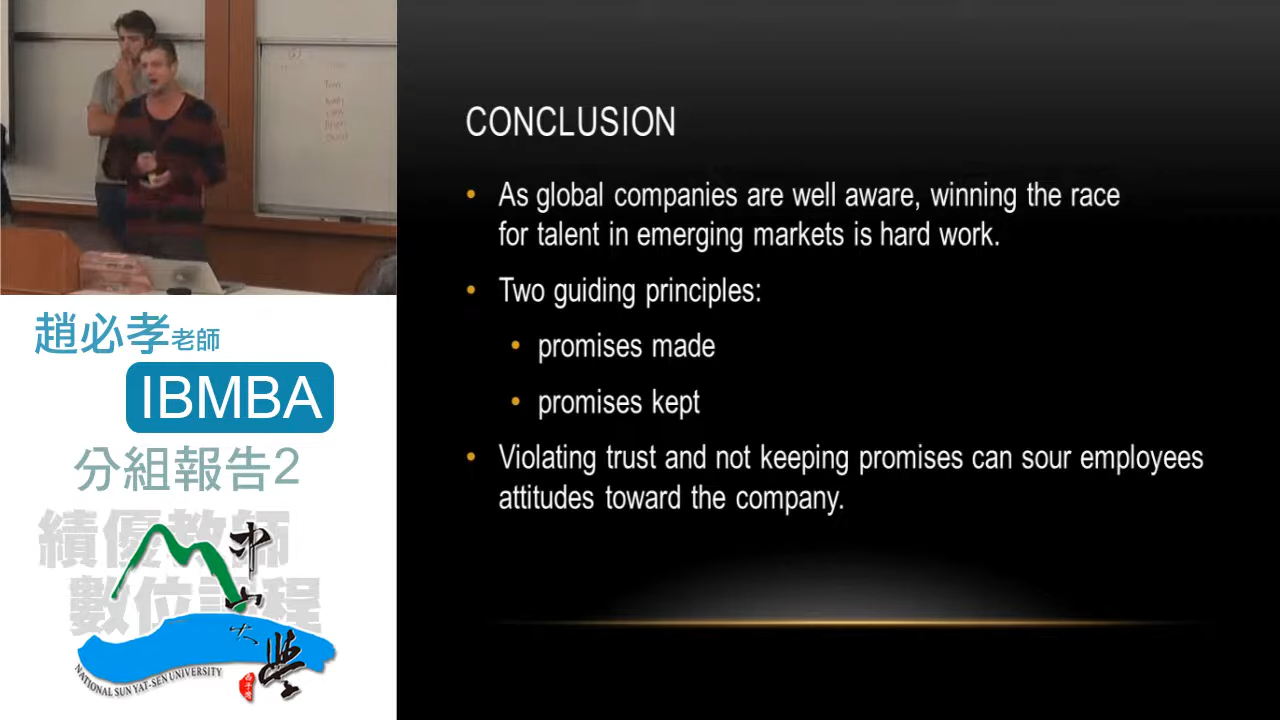 趙必孝老師
IBMBA
分組報告2
績優教師
數位課程
中山大學
NATIONAL SUN YAT-SEN UNIVERSITY
CONCLUSION
• As global companies are well aware, winning the race
for talent in emerging markets is hard work.
• Two guiding principles:
• promises made
• promises kept
• Violating trust and not keeping promises can sour employees
attitudes toward the company.